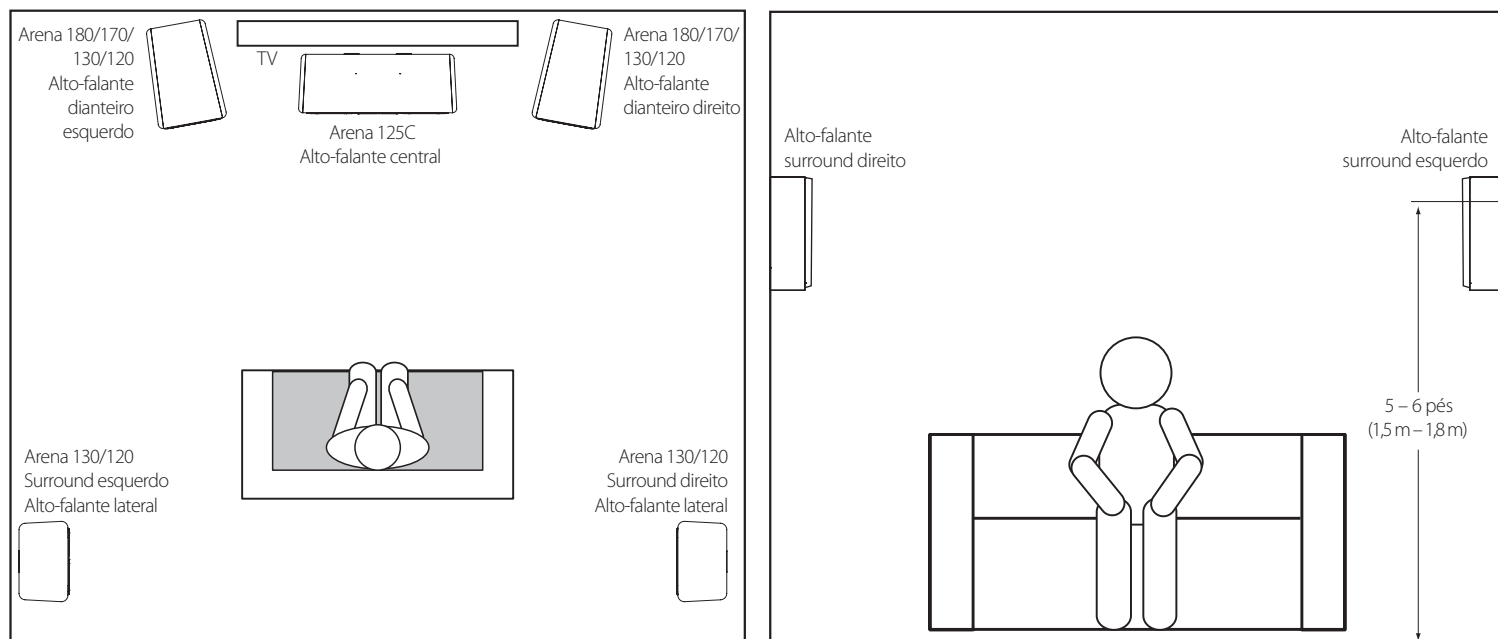 Arena 180/170/
130/120
Alto-falante
dianteiro
esquerdo
TV
Arena 125C
Alto-falante central
Arena 180/170/
130/120
Alto-falante
dianteiro direito
Arena 130/120
Surround esquerdo
Alto-falante lateral
Arena 130/120
Surround direito
Alto-falante lateral
Alto-falante
surround direito
Alto-falante
surround esquerdo
5 – 6 pés
(1,5 m – 1,8 m)